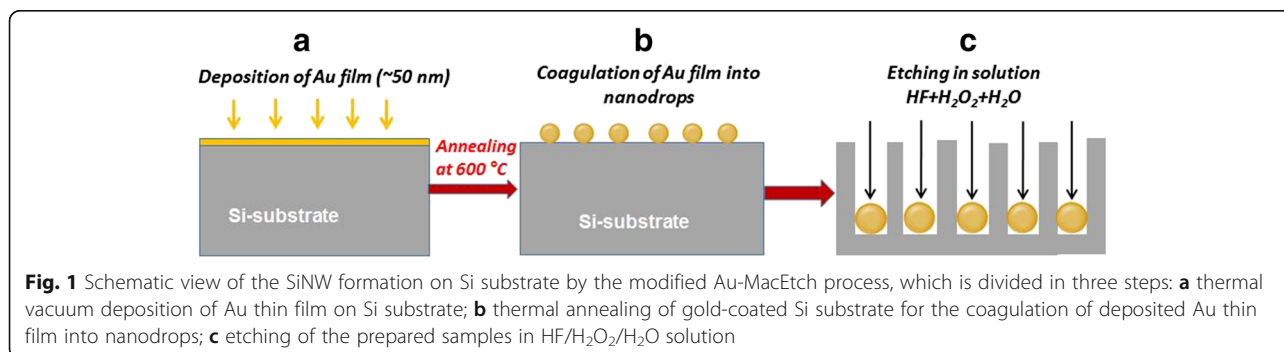 a
Deposition of Au film (~50 nm)
Si-substrate
Annealing
at 600 °C
b
Coagulation of Au film into
nanodrops
Si-substrate
c
Etching in solution
HF+H₂O₂+H₂O
Fig. 1 Schematic view of the SiNW formation on Si substrate by the modified Au-MacEtch process, which is divided in three steps: a thermal
vacuum deposition of Au thin film on Si substrate; b thermal annealing of gold-coated Si substrate for the coagulation of deposited Au thin
film into nanodrops; c etching of the prepared samples in HF/H₂O₂/H₂O solution